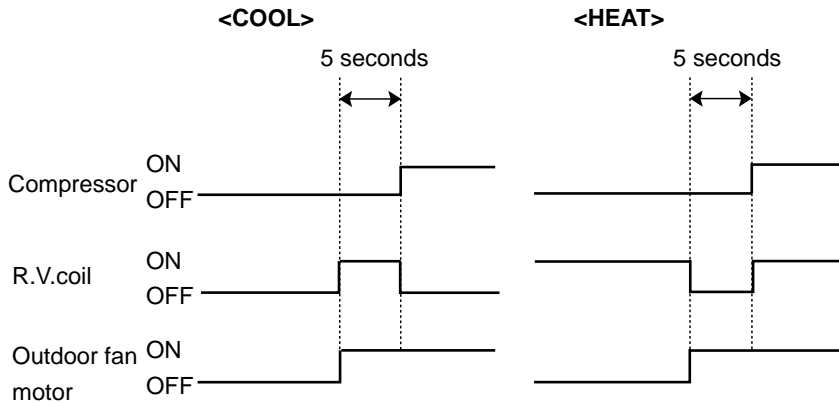 <COOL> <HEAT>
5 seconds 5 seconds
ON
Compressor
OFF
ON
R.V.coil
OFF
Outdoor fan ON
motor OFF